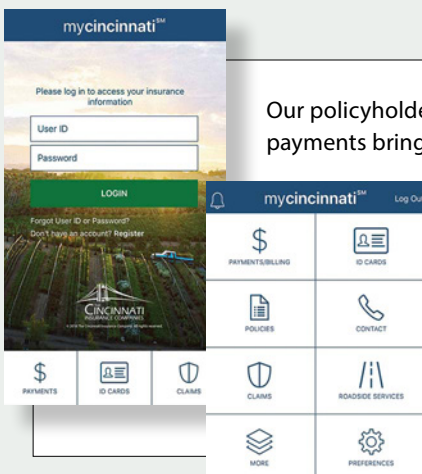 mycincinnati℠
Please log in to access your insurance
information
User ID
Password
LOGIN
Forgot User ID or Password?
Don't have an account? Register
CINCINNATI
INSURANCE COMPANIES
PAYMENTS
ID CARDS
CLAIMS
Our policyholde
payments bring
mycincinnati℠
Log Ou
PAYMENTS/BILLING
ID CARDS
POLICIES
CONTACT
CLAIMS
ROADSIDE SERVICES
MORE
PREFERENCES